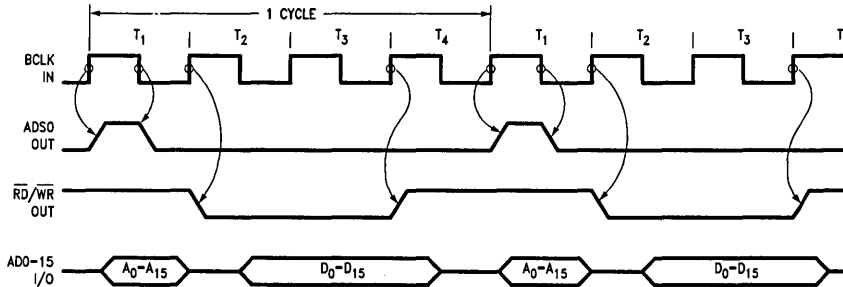 1 CYCLE
T1 T2 T3 T4 T1 T2 T3 T
BCLK
IN
ADS0
OUT
RD/WR
OUT
AD0-15
I/O
A0-A15 D0-D15 A0-A15 D0-D15